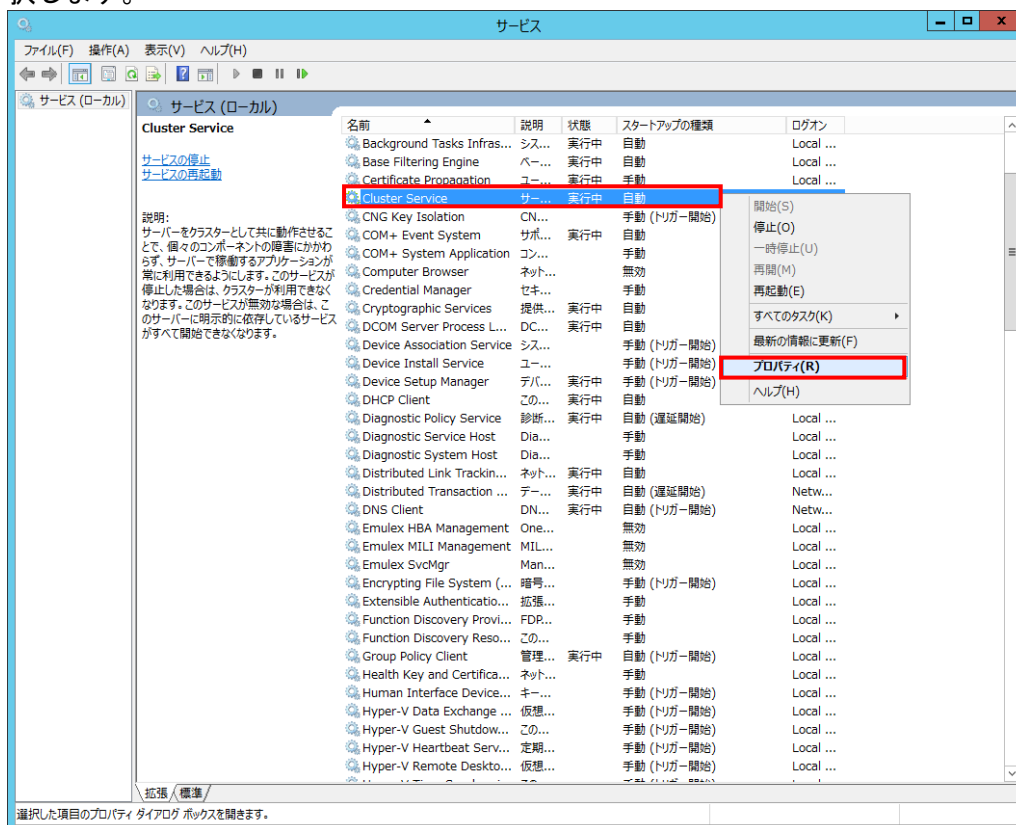 択します。
サービス
ファイル(F) 操作(A) 表示(V) ヘルプ(H)
サービス (ローカル)
サービス (ローカル)
Cluster Service
サービスの停止
サービスの再起動
説明:
サーバーをクラスターとして共に動作させるこ
とで、個々のコンポーネントの障害にかかわ
らず、サーバーで稼働するアプリケーションが
常に利用できるようにします。このサービスが
停止した場合は、クラスターが利用できなく
なります。このサービスが無効な場合は、こ
のサーバーに明示的に依存しているサービス
がすべて開始できなくなります。
名前 説明 状態 スタートアップの種類 ログオン
Background Tasks Infras... シス... 実行中 自動 Local ...
Base Filtering Engine ベー... 実行中 自動 Local ...
Certificate Propagation ユー... 実行中 手動 Local ...
Cluster Service サー... 実行中 自動
CNG Key Isolation CN... 手動 (トリガー開始)
COM+ Event System サポ... 実行中 自動
COM+ System Application コン... 手動
Computer Browser ネット... 無効
Credential Manager セキ... 手動
Cryptographic Services 提供... 実行中 自動
DCOM Server Process L... DC... 実行中 自動
Device Association Service シス... 手動 (トリガー開始)
Device Install Service ユー... 手動 (トリガー開始)
Device Setup Manager デバ... 実行中 手動 (トリガー開始)
DHCP Client この... 実行中 自動
Diagnostic Policy Service 診断... 実行中 自動 (遅延開始) Local ...
Diagnostic Service Host Dia... 手動 Local ...
Diagnostic System Host Dia... 手動 Local ...
Distributed Link Trackin... ネット... 実行中 自動 Local ...
Distributed Transaction ... デー... 実行中 自動 (遅延開始) Netw...
DNS Client DN... 実行中 自動 (トリガー開始) Netw...
Emulex HBA Management One... 無効 Local ...
Emulex MILI Management MIL... 無効 Local ...
Emulex SvcMgr Man... 無効 Local ...
Encrypting File System (... 暗号... 手動 (トリガー開始) Local ...
Extensible Authenticatio... 拡張... 手動 Local ...
Function Discovery Provi... FDP... 手動 Local ...
Function Discovery Reso... この... 手動 Local ...
Group Policy Client 管理... 実行中 自動 (トリガー開始) Local ...
Health Key and Certifica... ネット... 手動 Local ...
Human Interface Device... キー... 手動 (トリガー開始) Local ...
Hyper-V Data Exchange ... 仮想... 手動 (トリガー開始) Local ...
Hyper-V Guest Shutdow... この... 手動 (トリガー開始) Local ...
Hyper-V Heartbeat Serv... 定期... 手動 (トリガー開始) Local ...
Hyper-V Remote Deskto... 仮想... 手動 (トリガー開始) Local ...
開始(S)
停止(O)
一時停止(U)
再開(M)
再起動(E)
すべてのタスク(K)
最新の情報に更新(F)
プロパティ(R)
ヘルプ(H)
拡張 標準
選択した項目のプロパティ ダイアログ ボックスを開きます。